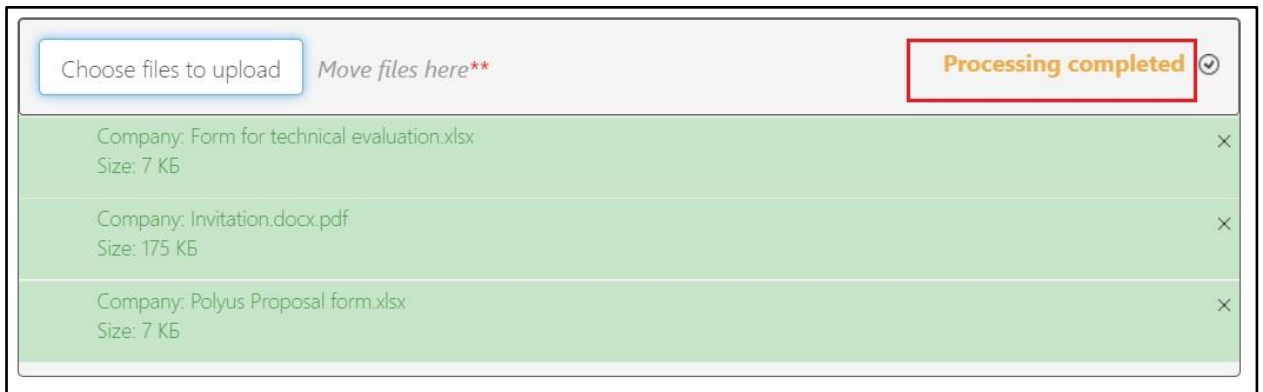 Choose files to upload
Move files here**
Processing completed
Company: Form for technical evaluation.xlsx
Size: 7 КБ
Company: Invitation.docx.pdf
Size: 175 КБ
Company: Polyus Proposal form.xlsx
Size: 7 КБ